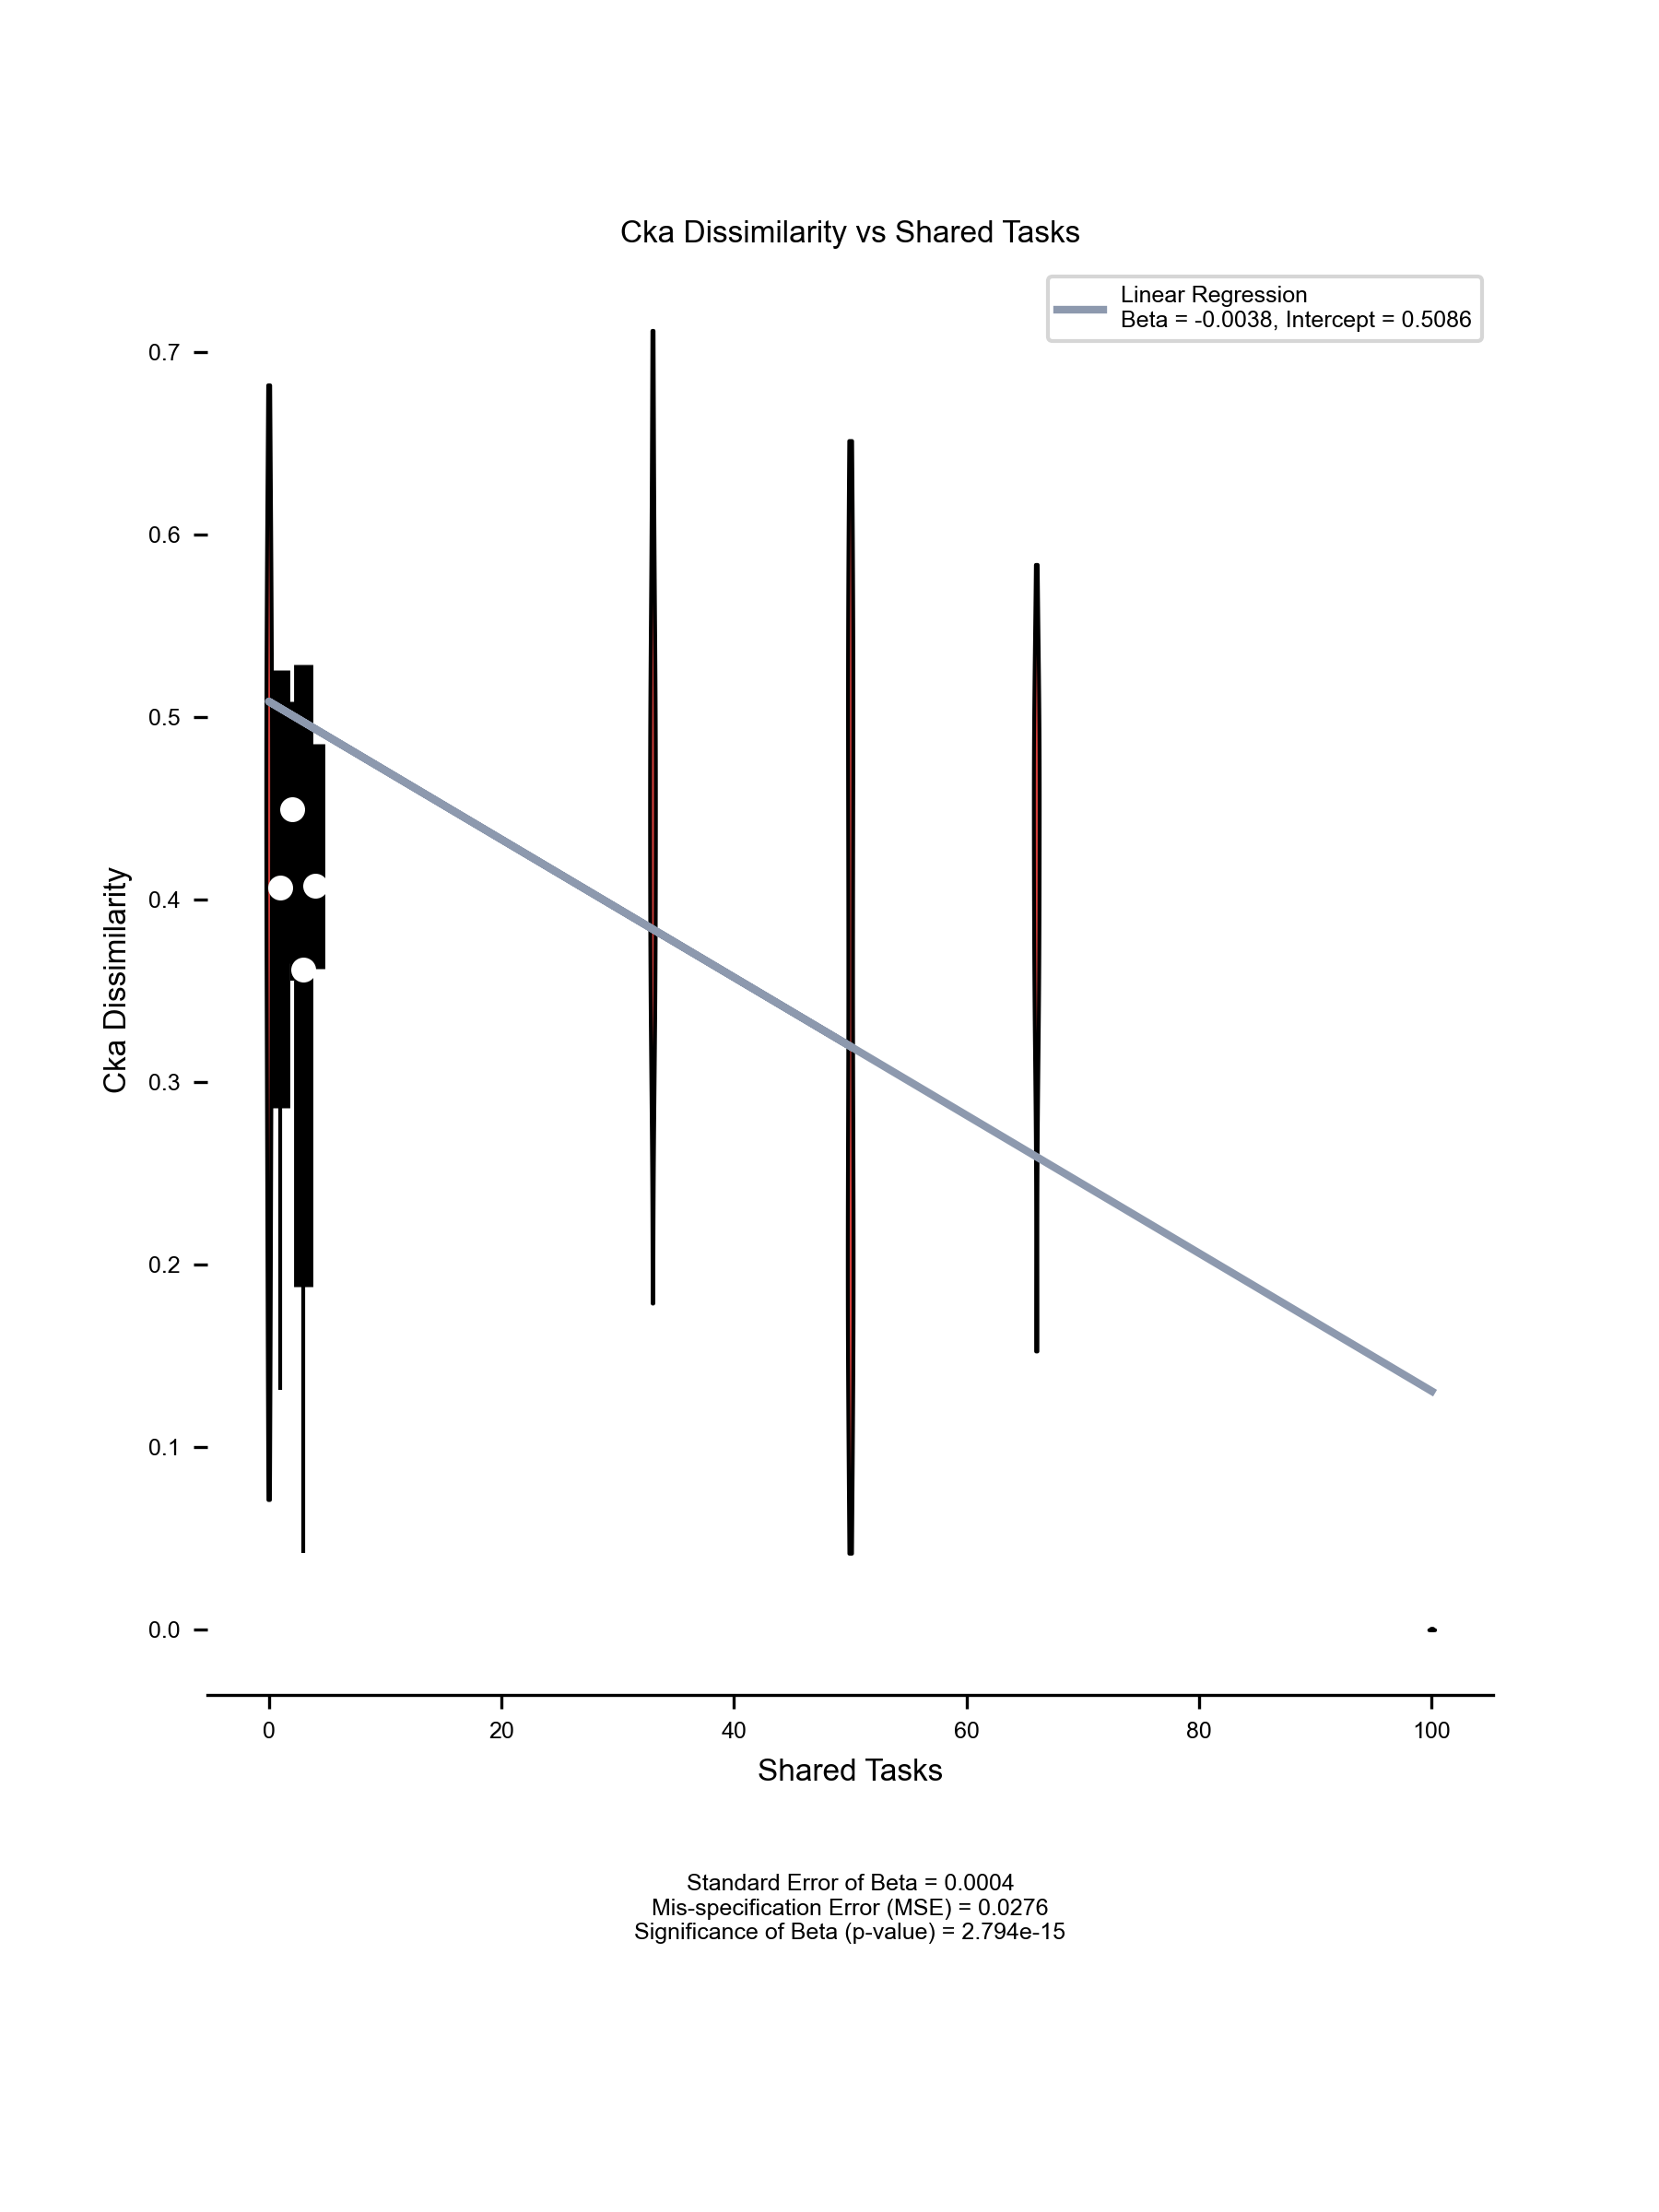 Cka Dissimilarity vs Shared Tasks
Linear Regression
Beta = -0.0038, Intercept = 0.5086
0.7
0.6
0.5
0.4
0.3
0.2
0.1
0.0
Cka Dissimilarity
0 20 40 60 80 100
Shared Tasks
Standard Error of Beta = 0.0004
Mis-specification Error (MSE) = 0.0276
Significance of Beta (p-value) = 2.794e-15